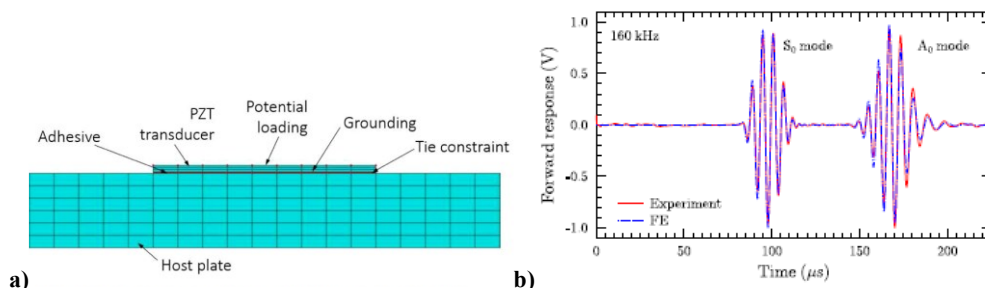 Potential
loading
PZT
transducer
Grounding
Adhesive
Tie constraint
Host plate
a)
b)
160 kHz
S₀ mode
A₀ mode
Forward response (V)
1.0
0.5
0.0
-0.5
-1.0
Experiment
FE
0 50 100 150 200
Time (μs)